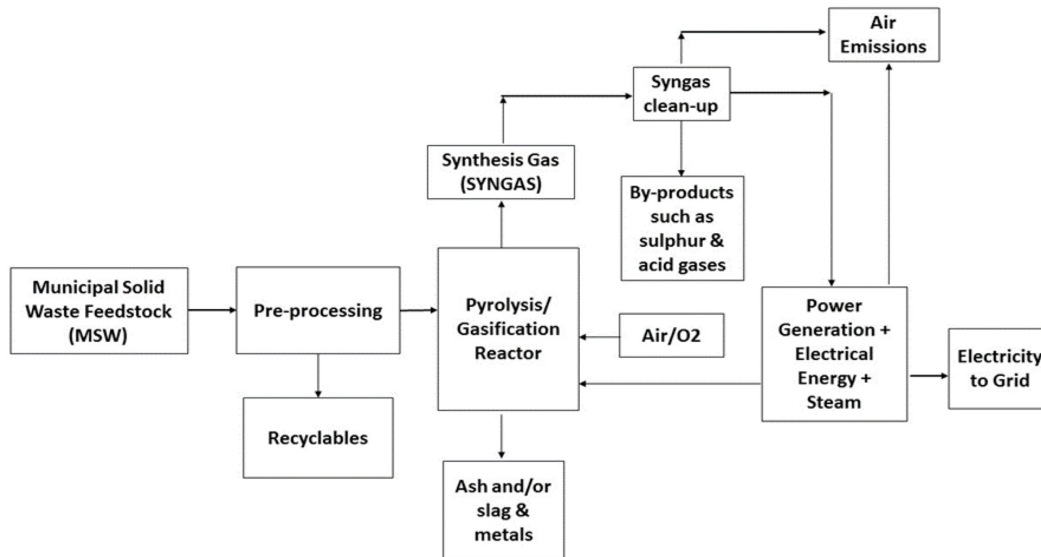 Air
Emissions
Syngas
clean-up
Synthesis Gas
(SYNGAS)
By-products
such as
sulphur &
acid gases
Municipal Solid
Waste Feedstock
(MSW)
Pre-processing
Pyrolysis/
Gasification
Reactor
Air/O2
Power
Generation +
Electrical
Energy +
Steam
Electricity
to Grid
Recyclables
Ash and/or
slag &
metals